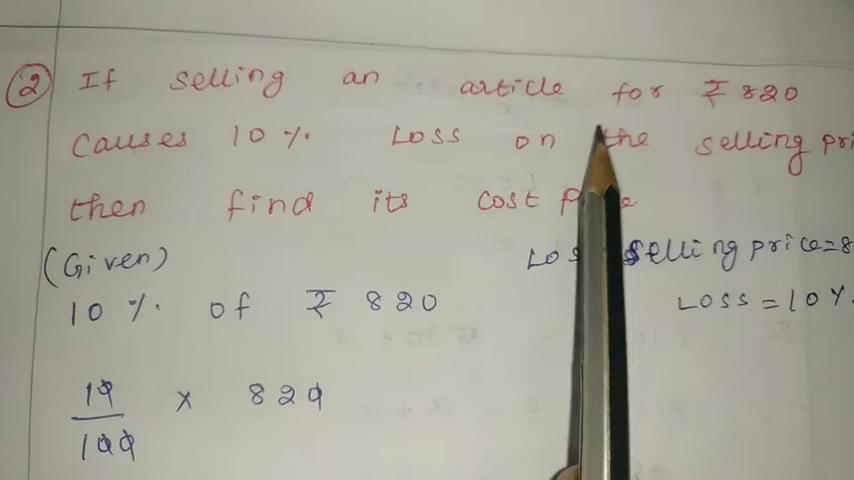 2 If selling an article for ₹ 820
causes 10 % Loss on the selling pri
then find its cost
(Given) selling price = 8
10 % of ₹ 820 Loss = 10 %
10/100 × 820